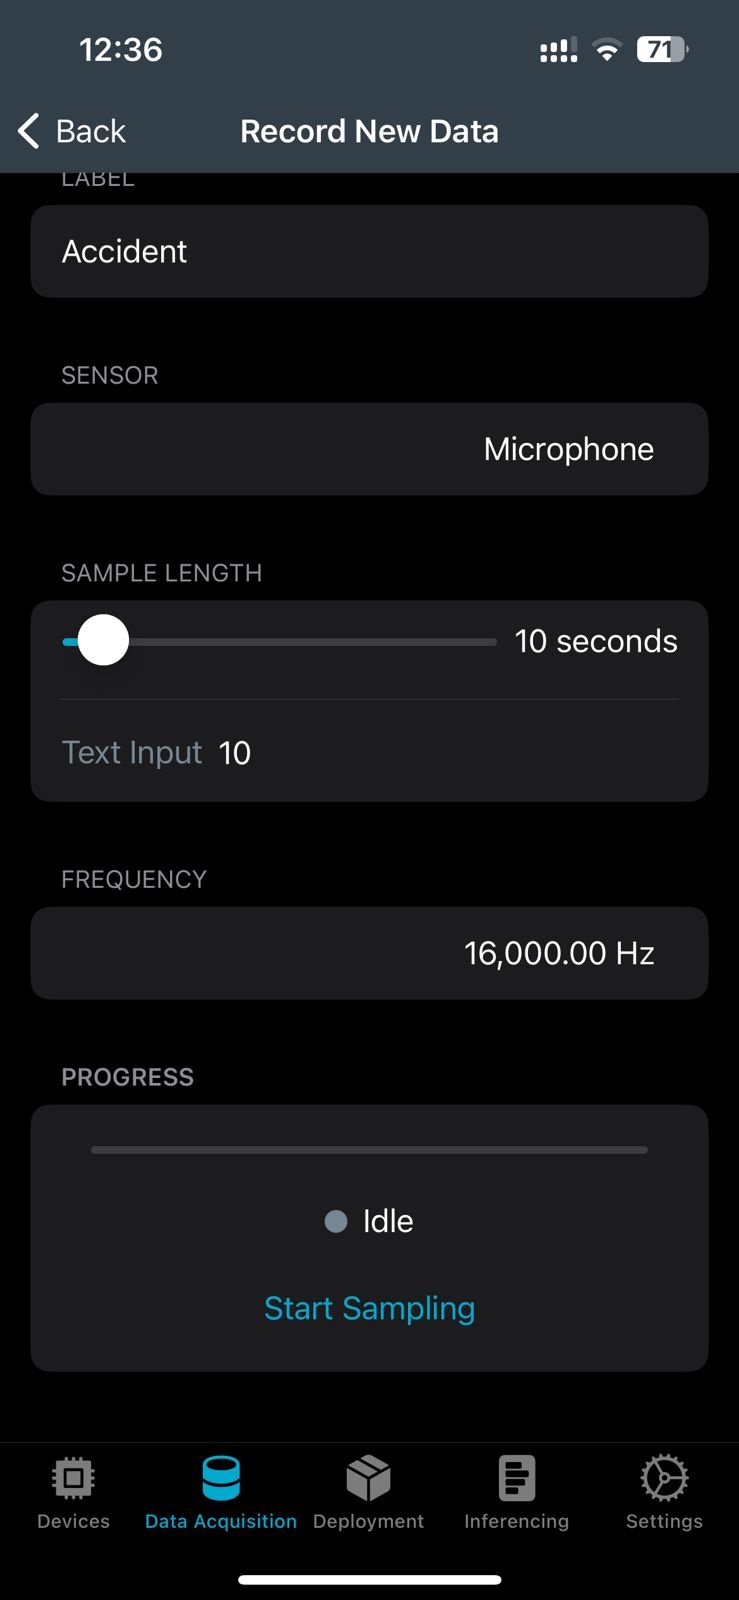 12:36
71
Back
Record New Data
LABEL
Accident
SENSOR
Microphone
SAMPLE LENGTH
10 seconds
Text Input 10
FREQUENCY
16,000.00 Hz
PROGRESS
Idle
Start Sampling
Devices
Data Acquisition
Deployment
Inferencing
Settings